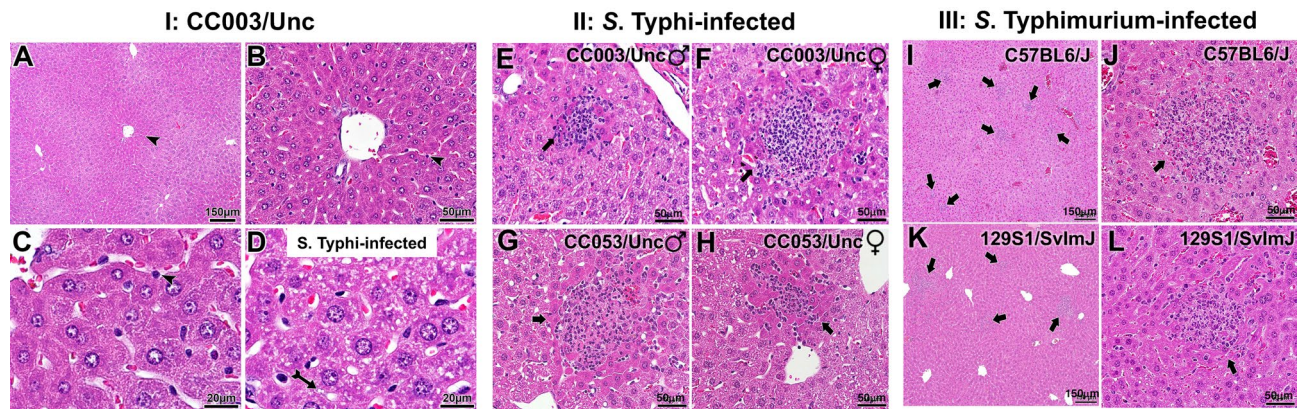 I: CC003/Unc
II: S. Typhi-infected
III: S. Typhimurium-infected
A
150µm
B
50µm
C
20µm
D
S. Typhi-infected
20µm
E
CC003/Unc♂
50µm
F
CC003/Unc♀
50µm
G
CC053/Unc♂
50µm
H
CC053/Unc♀
50µm
I
C57BL6/J
150µm
J
C57BL6/J
50µm
K
129S1/SvImJ
150µm
L
129S1/SvImJ
50µm